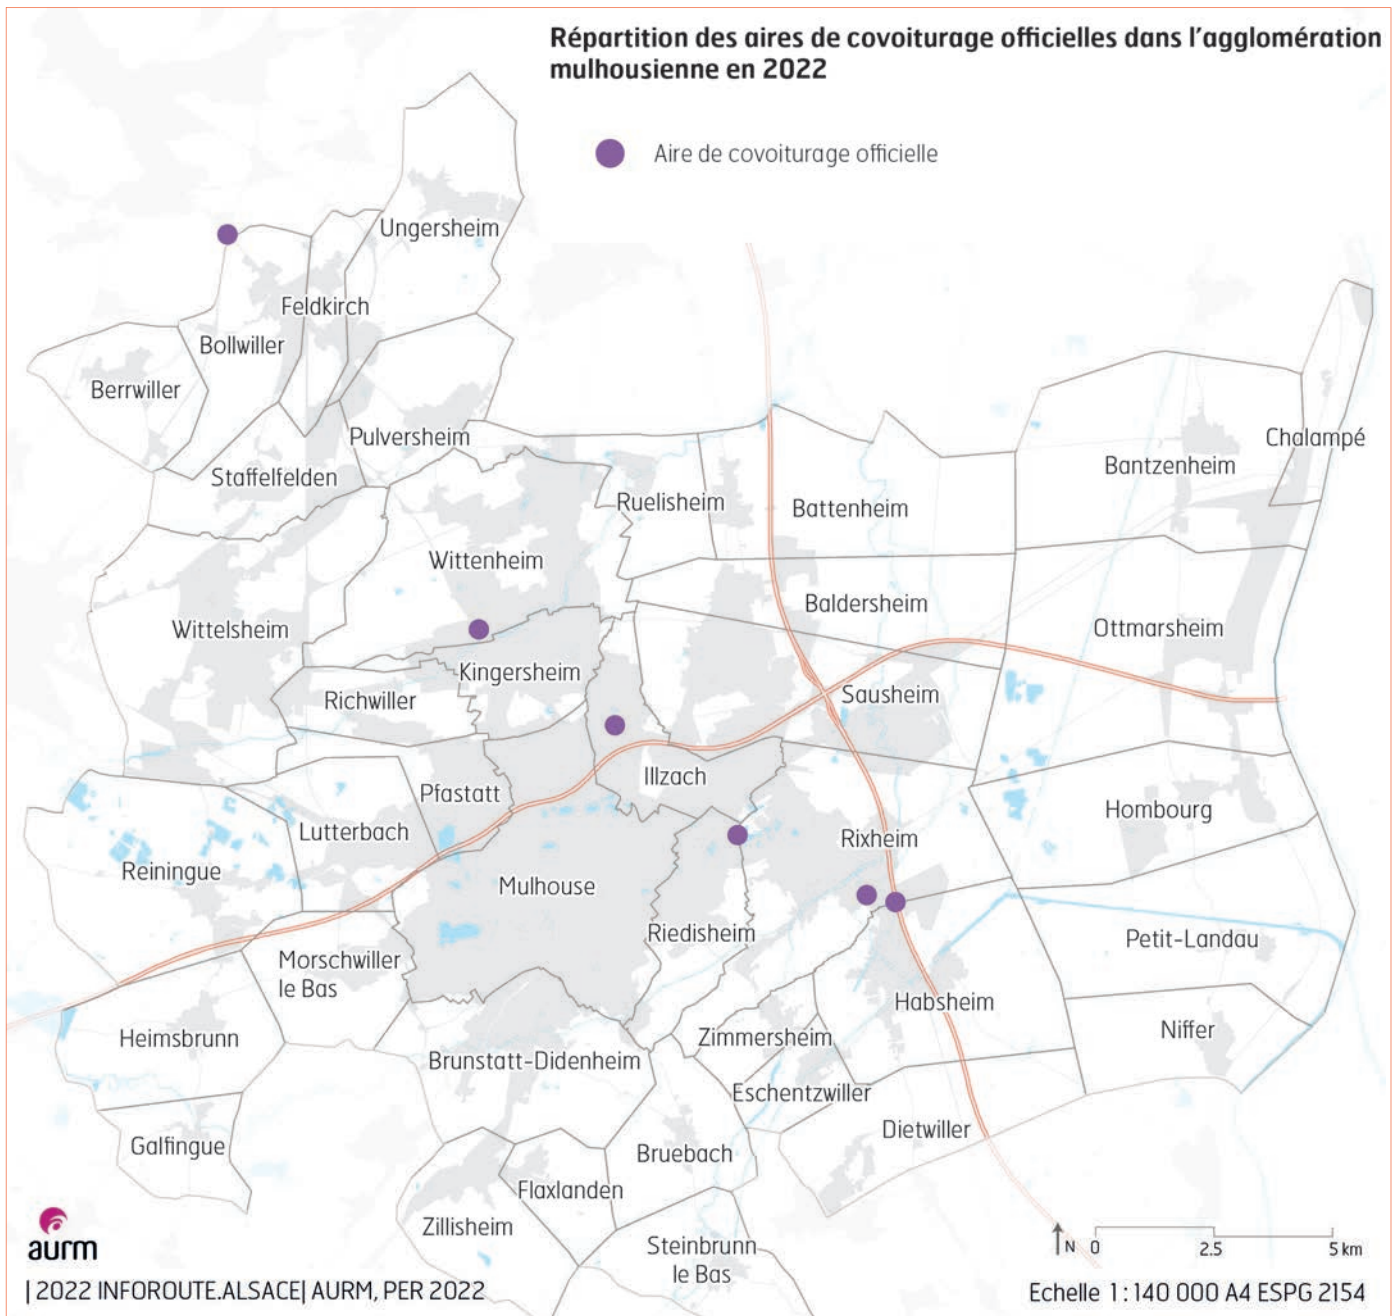 Répartition des aires de covoiturage officielles dans l'agglomération
mulhousienne en 2022
Aire de covoiturage officielle
Ungersheim
Feldkirch
Bollwiller
Berrwiller
Pulversheim
Chalampé
Bantzenheim
Staffelfelden
Ruelisheim
Battenheim
Wittenheim
Baldersheim
Wittelsheim
Ottmarsheim
Kingersheim
Richwiller
Sausheim
Illzach
Pfastatt
Hombourg
Lutterbach
Rixheim
Reiningue
Mulhouse
Riedisheim
Petit-Landau
Morschwiller
le Bas
Habsheim
Heimsbrunn
Zimmersheim
Niffer
Brunstatt-Didenheim
Eschentzwiller
Dietwiller
Galfingue
Bruebach
Flaxlanden
Zillisheim
Steinbrunn
le Bas
N 0 2.5 5 km
aurm
| 2022 INFOROUTE.ALSACE| AURM, PER 2022
Echelle 1 : 140 000 A4 ESPG 2154